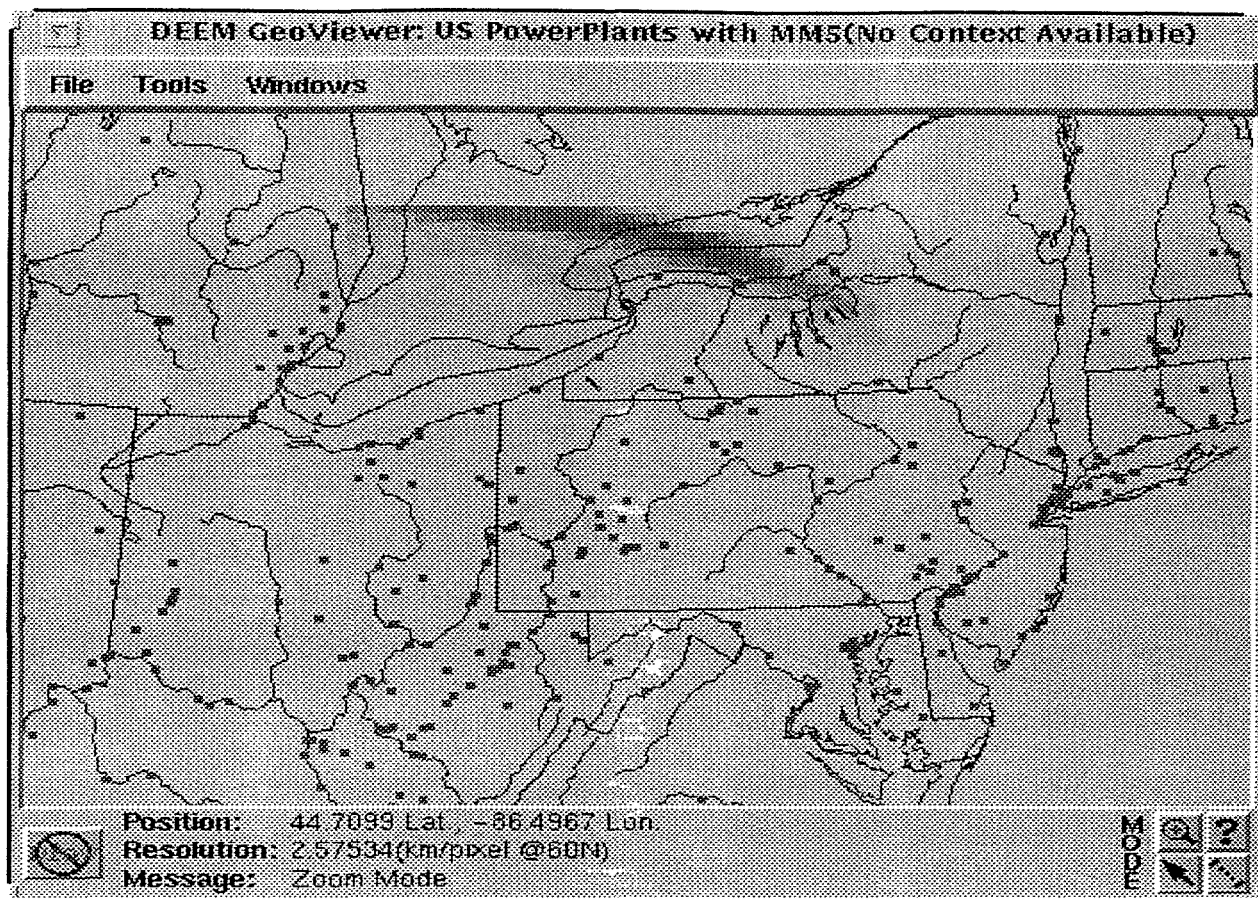 DEEM GeoViewer: US PowerPlants with MM5(No Context Available)
File Tools Windows
Position: 44.7099 Lat., -86.4967 Lon.
Resolution: 2.57534(km/pixel @60N)
Message: Zoom Mode
MODE
?